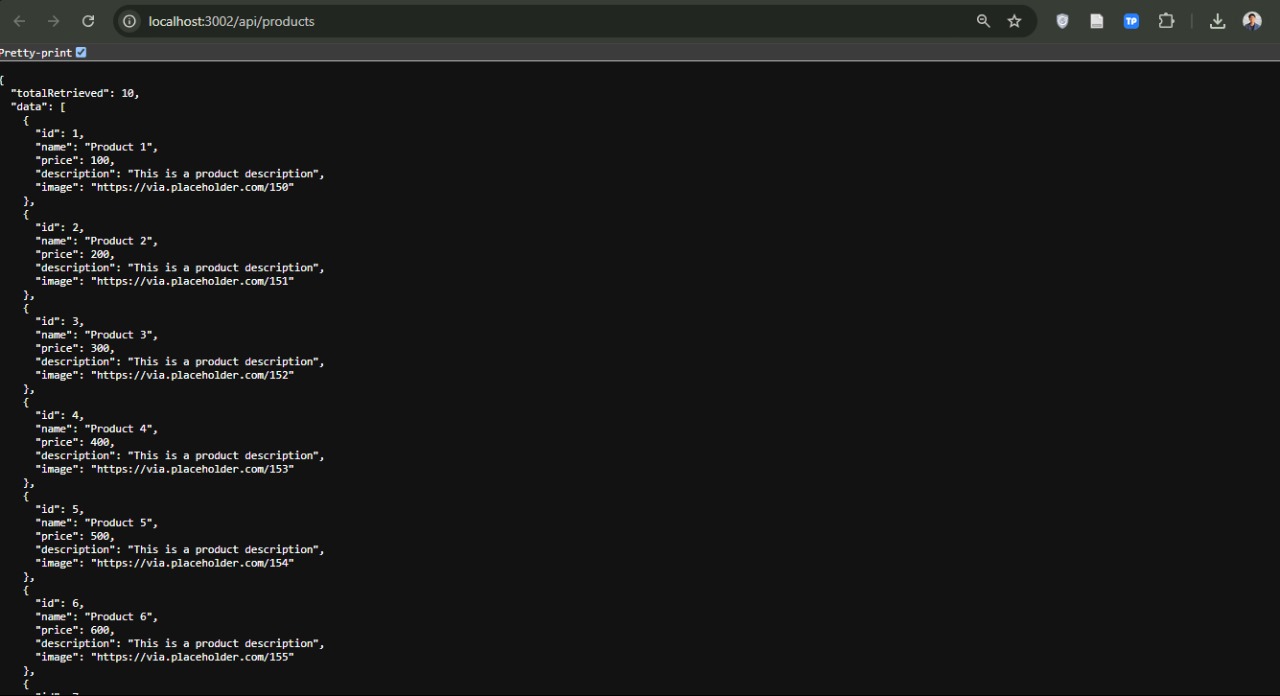 localhost:3002/api/products
TP
Pretty-print
{
  "totalRetrieved": 10,
  "data": [
    {
      "id": 1,
      "name": "Product 1",
      "price": 100,
      "description": "This is a product description",
      "image": "https://via.placeholder.com/150"
    },
    {
      "id": 2,
      "name": "Product 2",
      "price": 200,
      "description": "This is a product description",
      "image": "https://via.placeholder.com/151"
    },
    {
      "id": 3,
      "name": "Product 3",
      "price": 300,
      "description": "This is a product description",
      "image": "https://via.placeholder.com/152"
    },
    {
      "id": 4,
      "name": "Product 4",
      "price": 400,
      "description": "This is a product description",
      "image": "https://via.placeholder.com/153"
    },
    {
      "id": 5,
      "name": "Product 5",
      "price": 500,
      "description": "This is a product description",
      "image": "https://via.placeholder.com/154"
    },
    {
      "id": 6,
      "name": "Product 6",
      "price": 600,
      "description": "This is a product description",
      "image": "https://via.placeholder.com/155"
    },
    {